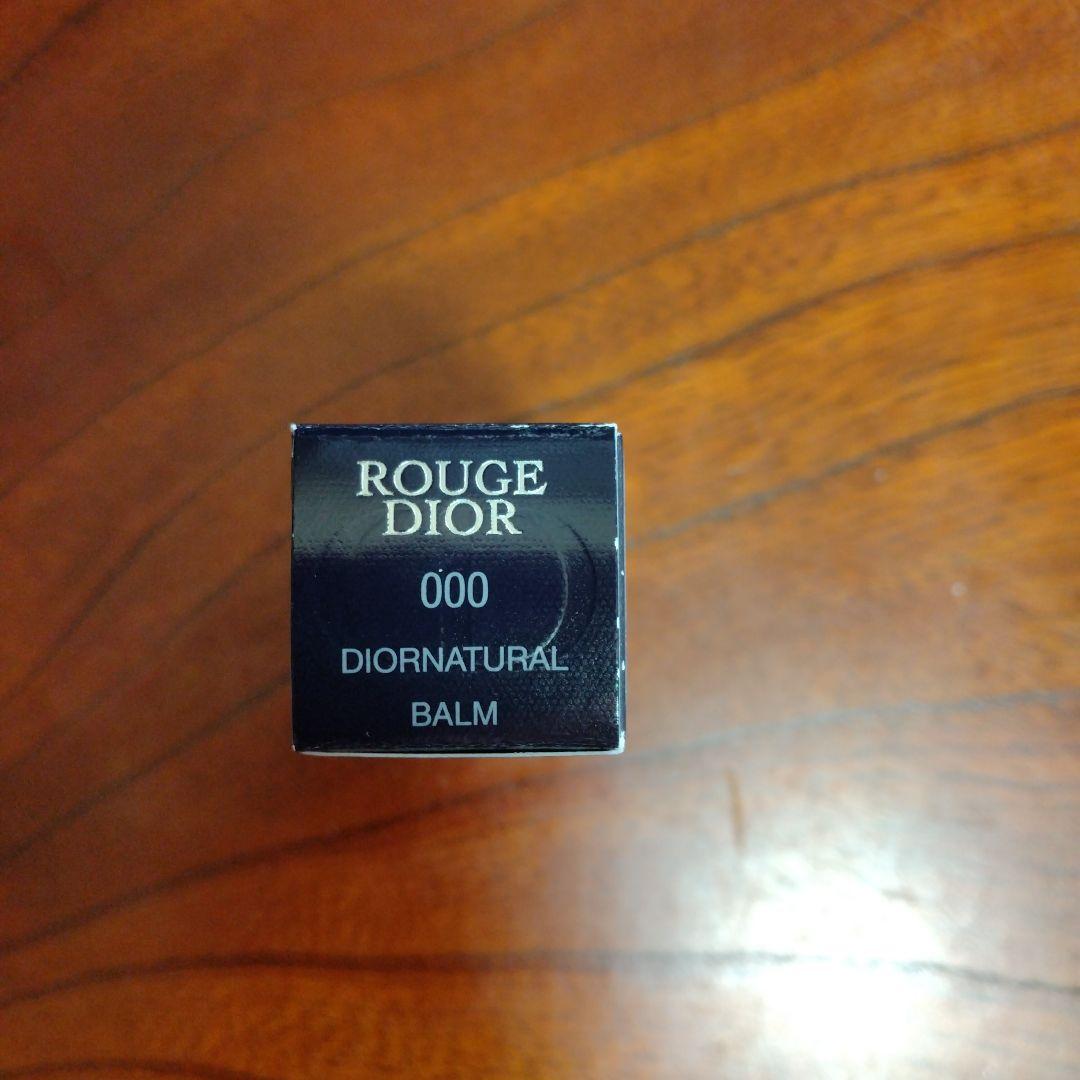 ROUGE
DIOR
000
DIORNATURAL
BALM